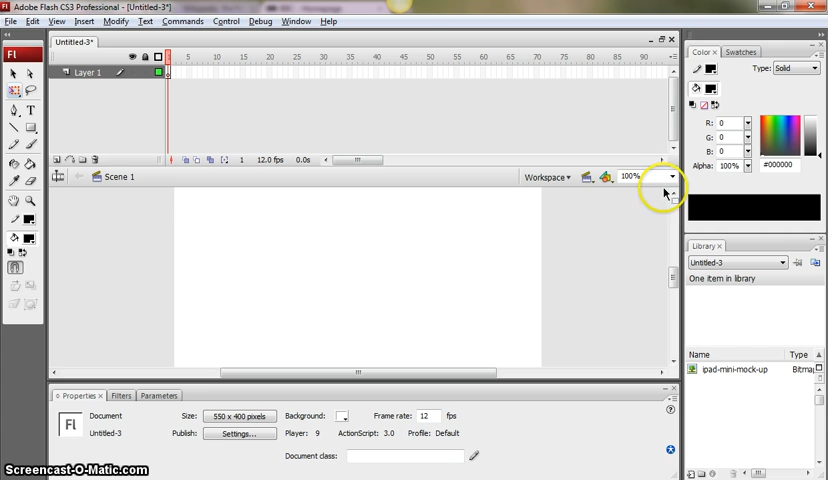 Adobe Flash CS3 Professional - [Untitled-3*]
File Edit View Insert Modify Text Commands Control Debug Window Help
Untitled-3*
5 10 15 20 25 30 35 40 45 50 55 60 65 70 75 80 85 90
Layer 1
1 12.0 fps 0.0s
Scene 1
Workspace
100%
Color Swatches
Type: Solid
R: 0
G: 0
B: 0
Alpha: 100% #000000
Library
Untitled-3
One item in library
Name Type
ipad-mini-mock-up Bitmap
Properties Filters Parameters
Fl
Document Size: 550 x 400 pixels Background: Frame rate: 12 fps
Untitled-3 Publish: Settings... Player: 9 ActionScript: 3.0 Profile: Default
Document class:
Screencast-O-Matic.com